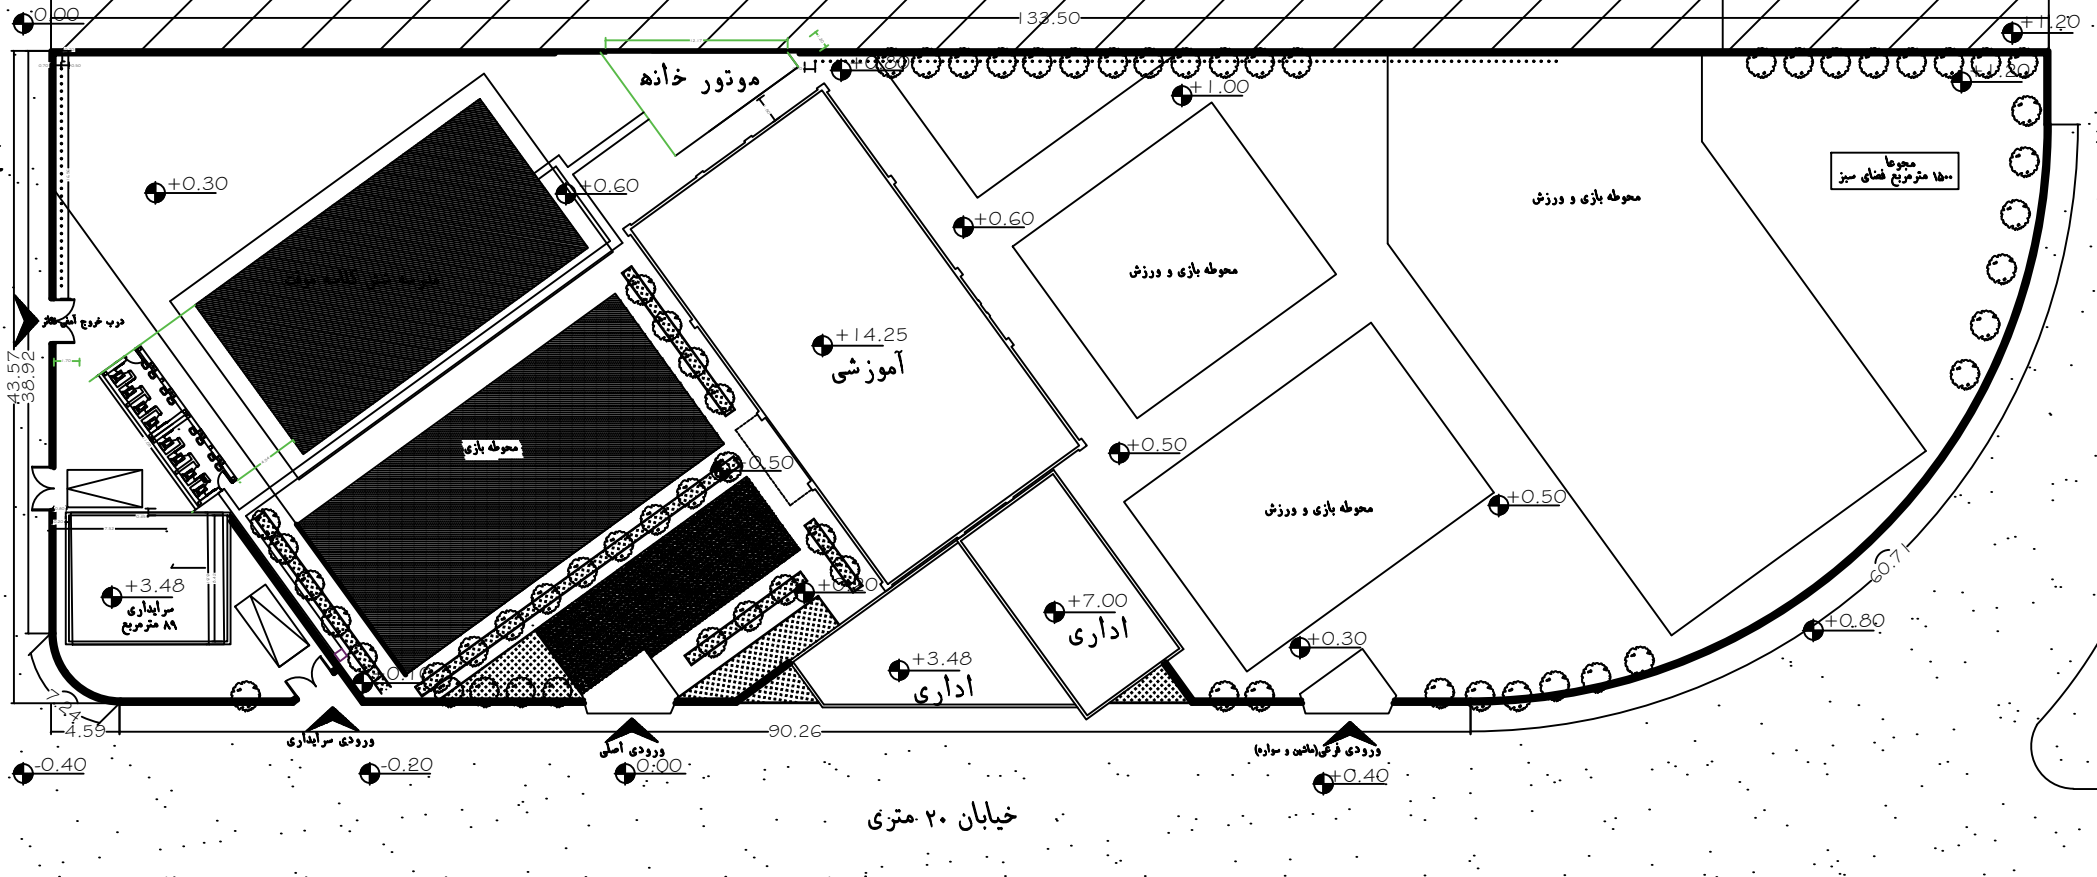 0.00
133.50
+1.20
موتور خانه
+0.80
+1.20
+1.00
مجوعا
۱۵۰۰ مترمربع فضای سبز
+0.30
+0.60
محوطه بازی و ورزش
+0.60
محوطه بازی و ورزش
درب خروج
+14.25
آموزشی
43.57
38.92
محوطه بازی
+0.50
+0.50
+0.50
محوطه بازی و ورزش
60.71
+3.48
سرایداری
۸۹ مترمربع
+7.00
اداری
+0.80
+0.30
+3.48
اداری
7.24
4.59
90.26
ورودی سرایداری
ورودی اصلی
ورودی فرعی(ماشین و سواره)
-0.40
-0.20
0.00
+0.40
خیابان ۲۰ متری